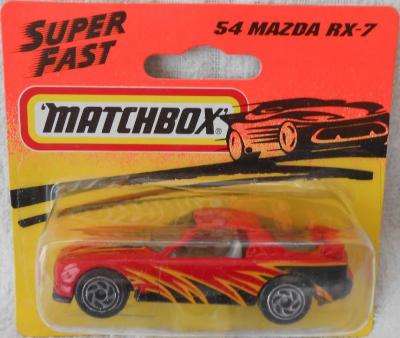 SUPER
FAST
54 MAZDA RX-7
"MATCHBOX"®